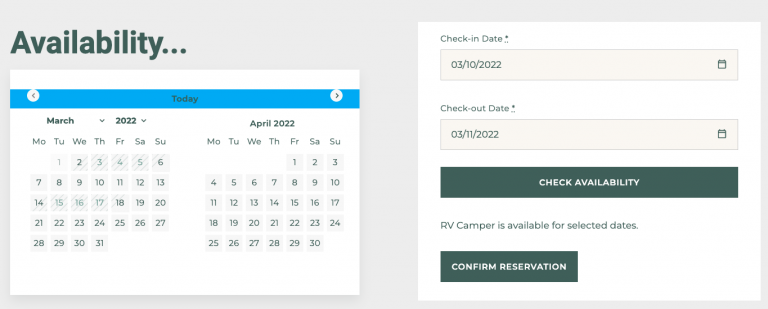 Availability...
Today
March 2022
Mo Tu We Th Fr Sa Su
1 2 3 4 5 6
7 8 9 10 11 12 13
14 15 16 17 18 19 20
21 22 23 24 25 26 27
28 29 30 31
April 2022
Mo Tu We Th Fr Sa Su
1 2 3
4 5 6 7 8 9 10
11 12 13 14 15 16 17
18 19 20 21 22 23 24
25 26 27 28 29 30
Check-in Date *
03/10/2022
Check-out Date *
03/11/2022
CHECK AVAILABILITY
RV Camper is available for selected dates.
CONFIRM RESERVATION